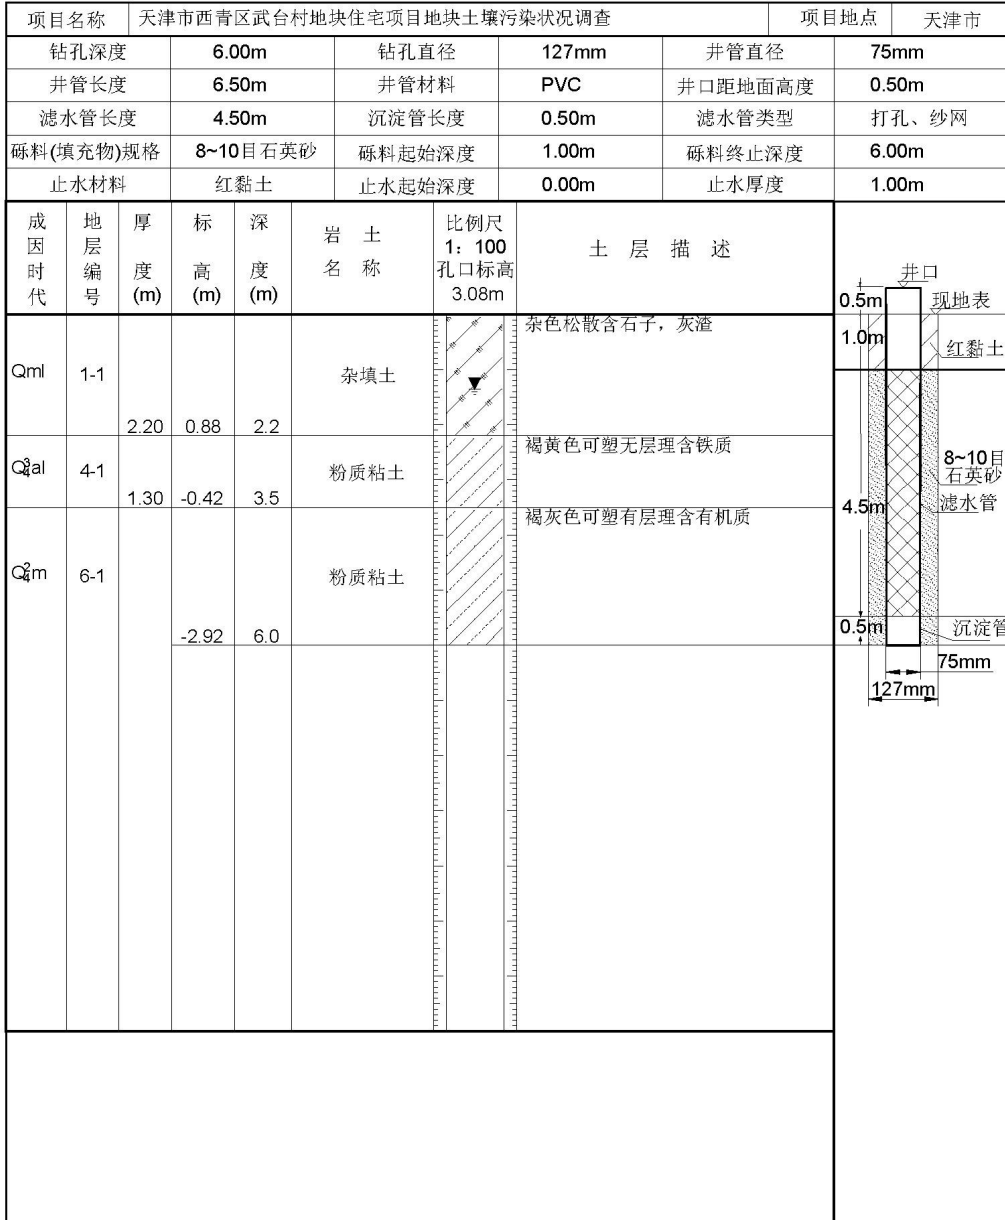 项目名称 天津市西青区武台村地块住宅项目地块土壤污染状况调查 项目地点 天津市
钻孔深度 6.00m 钻孔直径 127mm 井管直径 75mm
井管长度 6.50m 井管材料 PVC 井口距地面高度 0.50m
滤水管长度 4.50m 沉淀管长度 0.50m 滤水管类型 打孔、纱网
砾料(填充物)规格 8~10目石英砂 砾料起始深度 1.00m 砾料终止深度 6.00m
止水材料 红黏土 止水起始深度 0.00m 止水厚度 1.00m
成因时代 地层编号 厚度(m) 标高(m) 深度(m) 岩土名称 比例尺 1：100 孔口标高 3.08m 土层描述
Qml 1-1 2.20 0.88 2.2 杂填土 杂色松散含石子，灰渣
Q₄³al 4-1 1.30 -0.42 3.5 粉质粘土 褐黄色可塑无层理含铁质
Q₄²m 6-1 -2.92 6.0 粉质粘土 褐灰色可塑有层理含有机质
井口
0.5m 现地表
1.0m 红黏土
8~10目
石英砂
4.5m 滤水管
0.5m 沉淀管
75mm
127mm